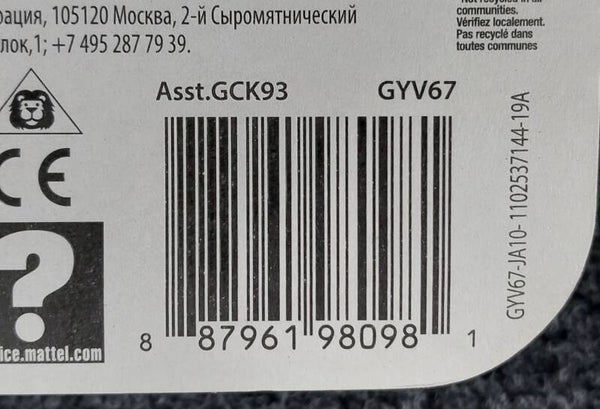 рация, 105120 Москва, 2-й Сыромятнический
лок,1; +7 495 287 79 39.
communities.
Vérifiez localement.
Pas recyclé dans
toutes communes
Asst.GCK93 GYV67
CE
?
ice.mattel.com
8 87961 98098 1
GYV67-JA10-1102537144-19A